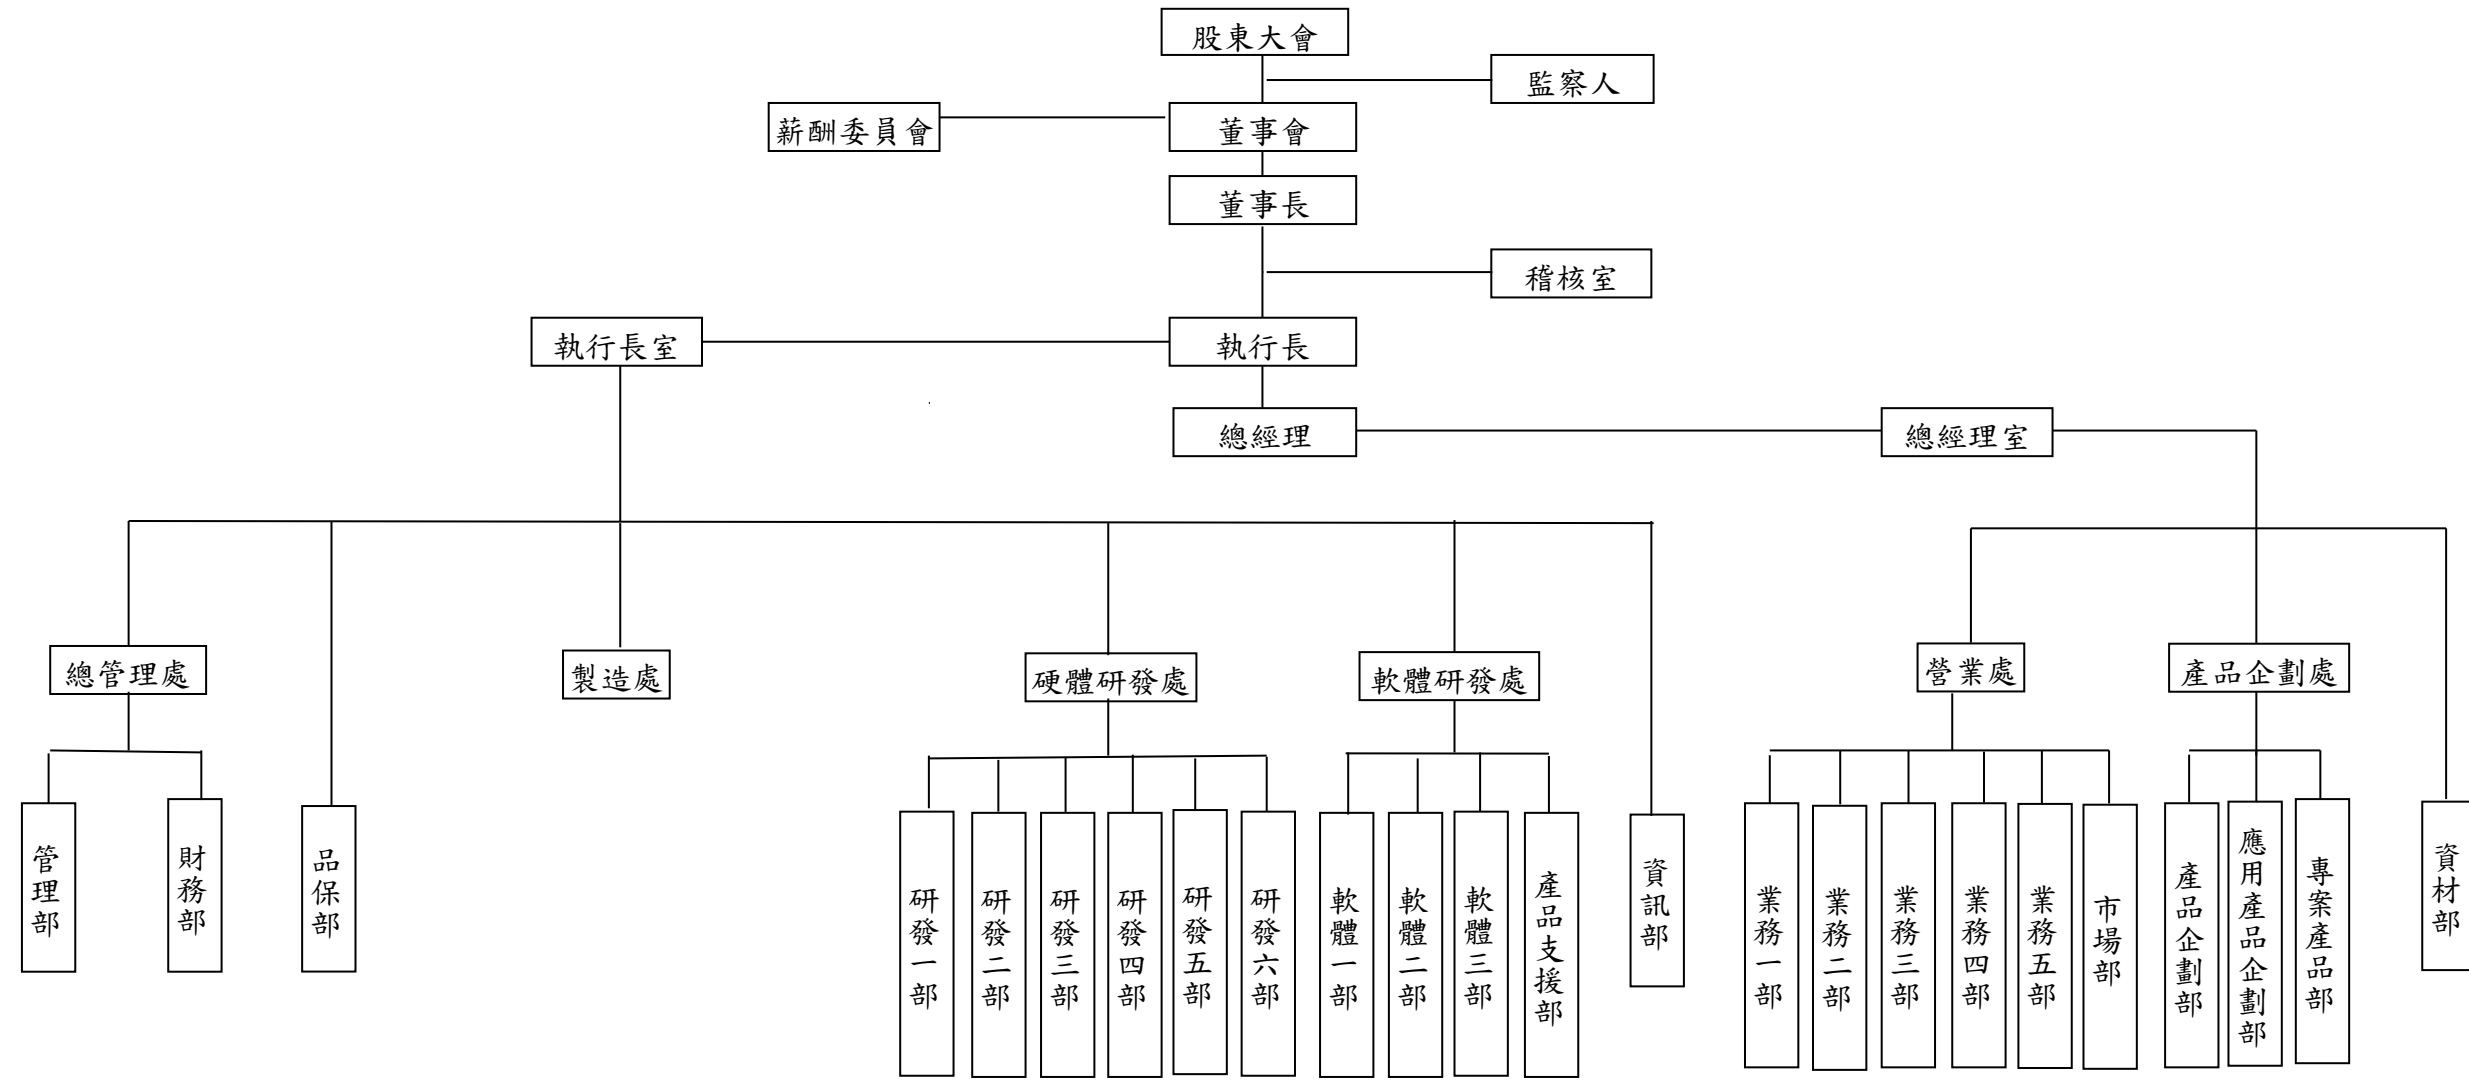 股東大會
監察人
薪酬委員會
董事會
董事長
稽核室
執行長室
執行長
總經理
總經理室
總管理處
製造處
硬體研發處
軟體研發處
營業處
產品企劃處
管理部
財務部
品保部
研發一部
研發二部
研發三部
研發四部
研發五部
研發六部
軟體一部
軟體二部
軟體三部
產品支援部
資訊部
業務一部
業務二部
業務三部
業務四部
業務五部
市場部
產品企劃部
應用產品企劃部
專案產品部
資材部